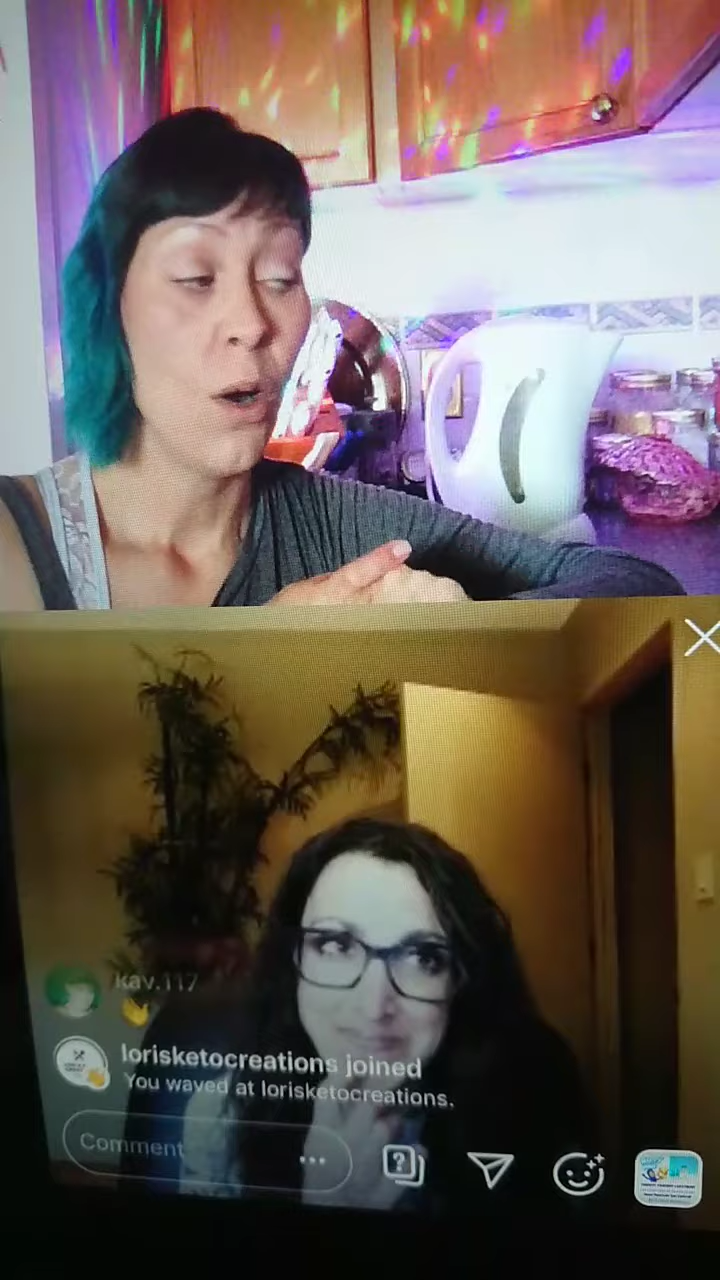 kav.117
lorisketocreations joined
You waved at lorisketocreations.
Comment
?